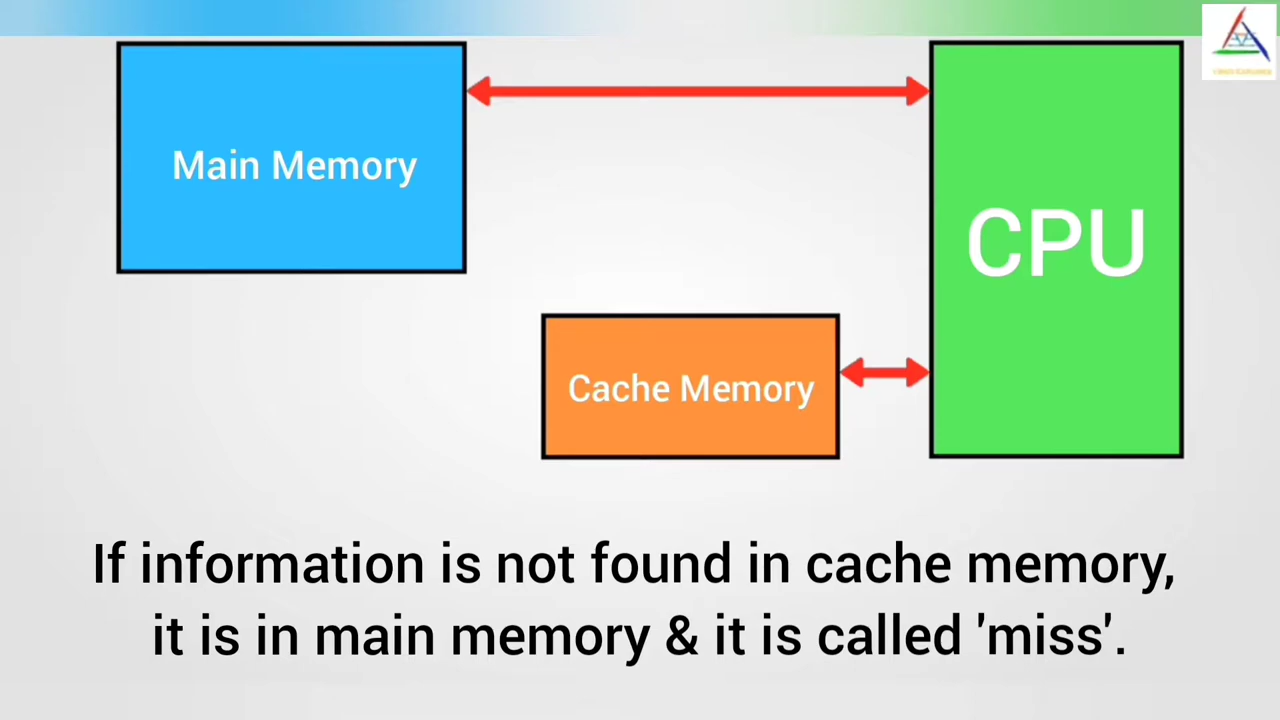 Main Memory
CPU
Cache Memory
If information is not found in cache memory,
it is in main memory & it is called 'miss'.